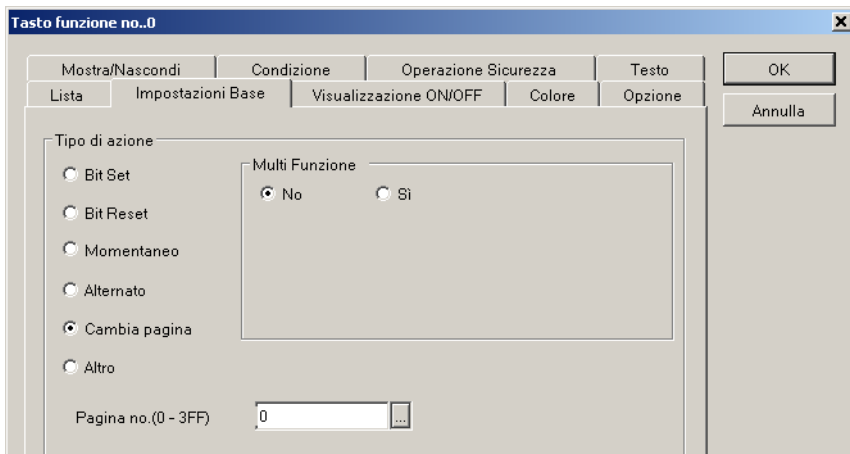 Tasto funzione no..0
Mostra/Nascondi Condizione Operazione Sicurezza Testo
Lista Impostazioni Base Visualizzazione ON/OFF Colore Opzione
OK
Annulla
Tipo di azione
Bit Set
Bit Reset
Momentaneo
Alternato
Cambia pagina
Altro
Multi Funzione
No Sì
Pagina no.(0 - 3FF) 0 ...